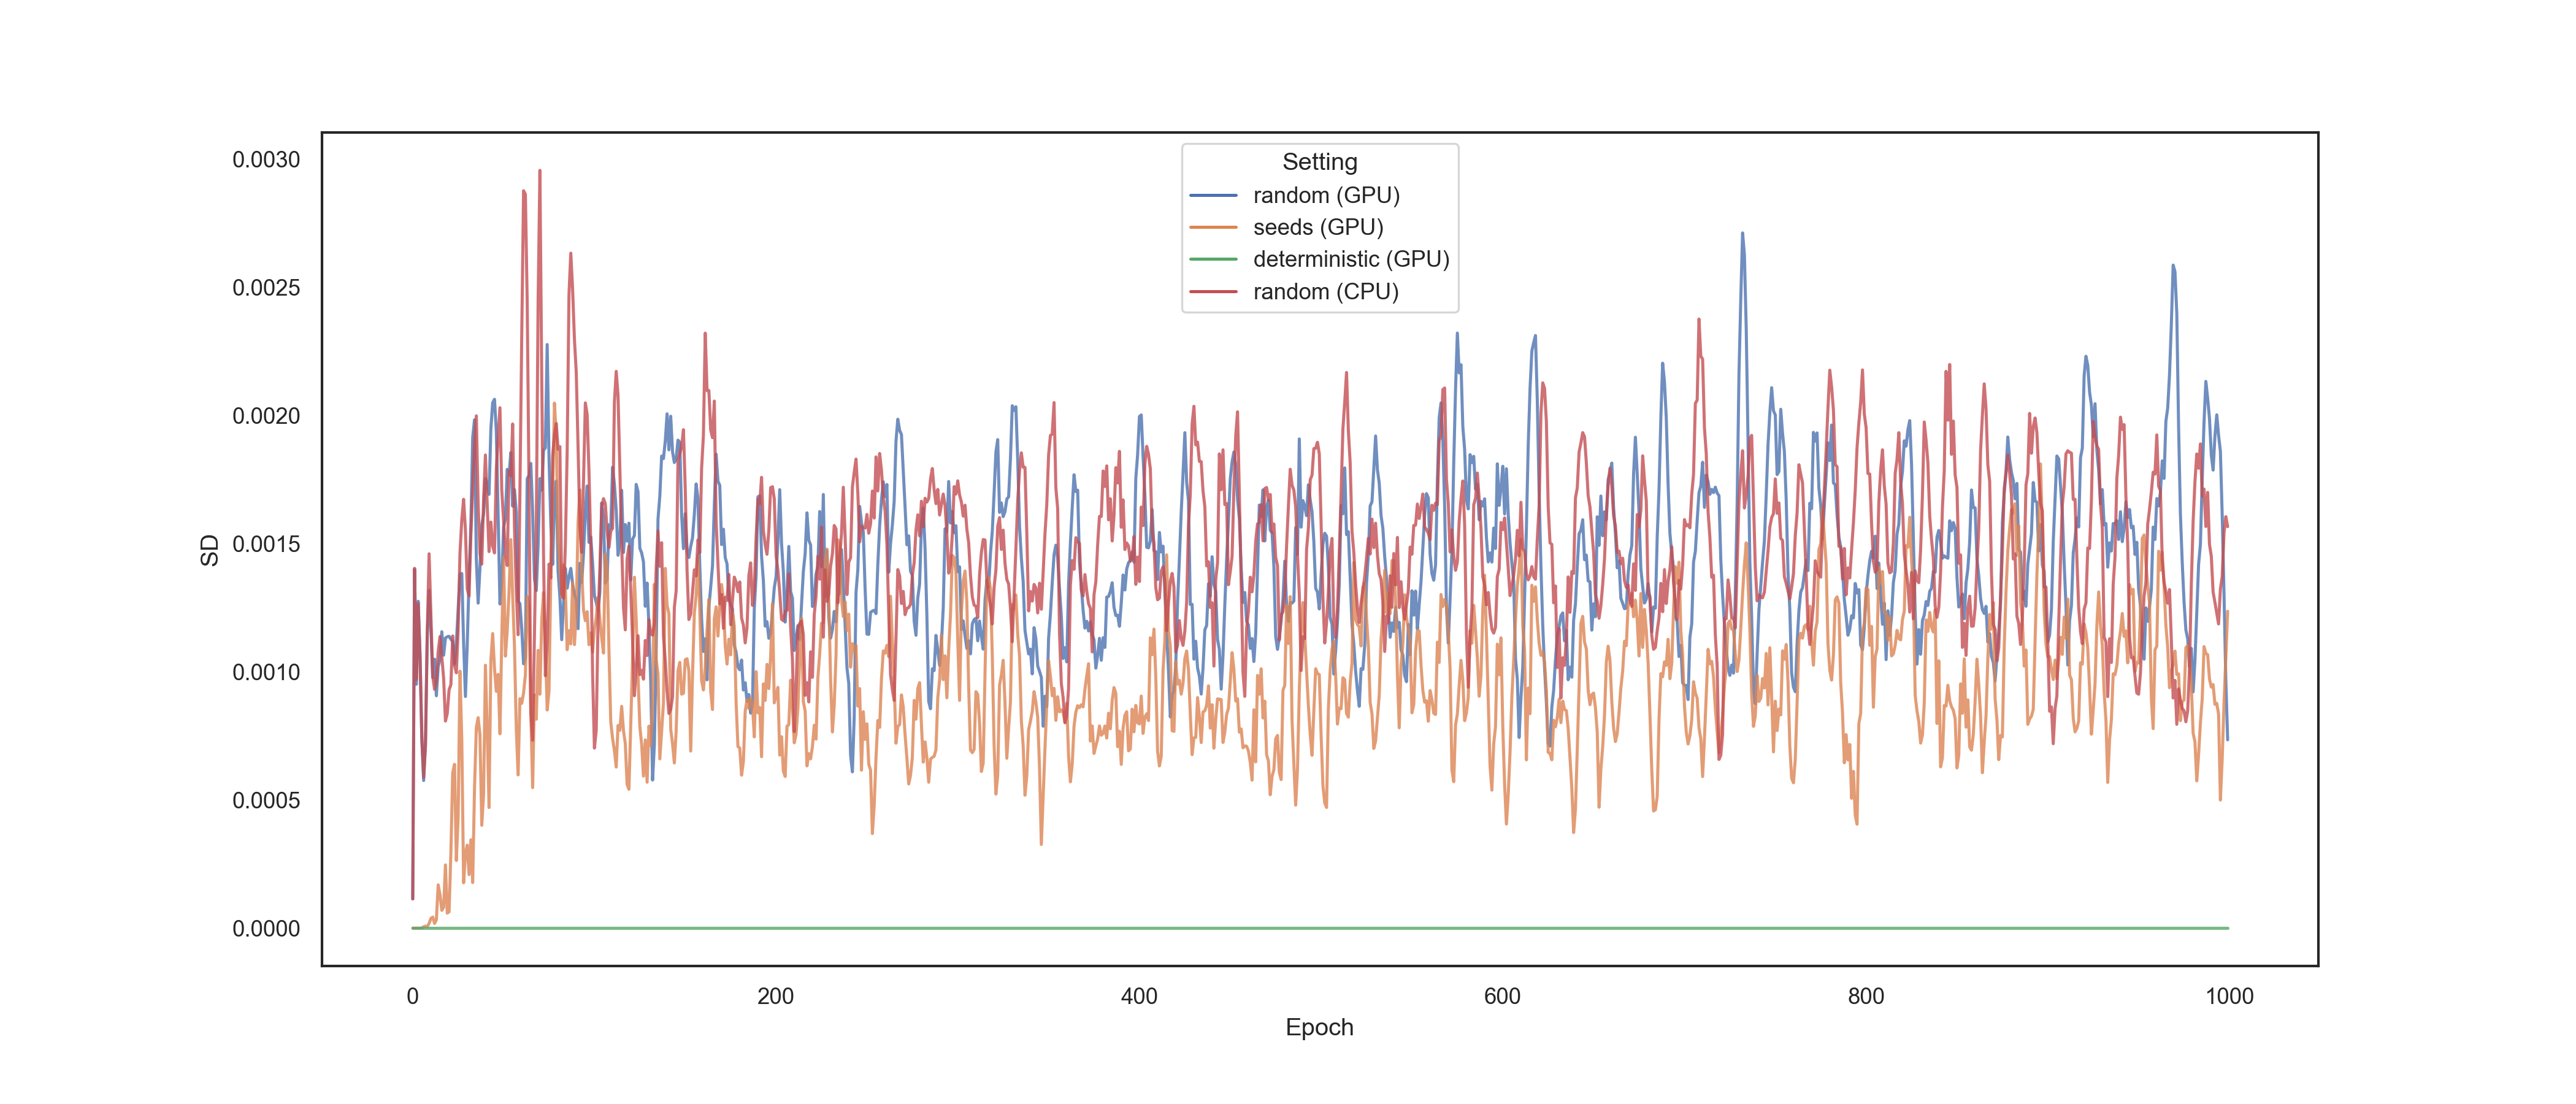 Setting
random (GPU)
seeds (GPU)
deterministic (GPU)
random (CPU)
SD
0.0030
0.0025
0.0020
0.0015
0.0010
0.0005
0.0000
0 200 400 600 800 1000
Epoch